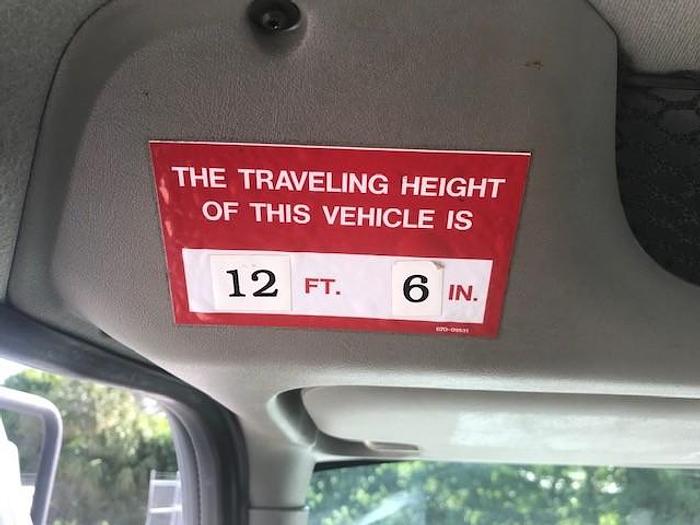 THE TRAVELING HEIGHT
OF THIS VEHICLE IS
12 FT. 6 IN.